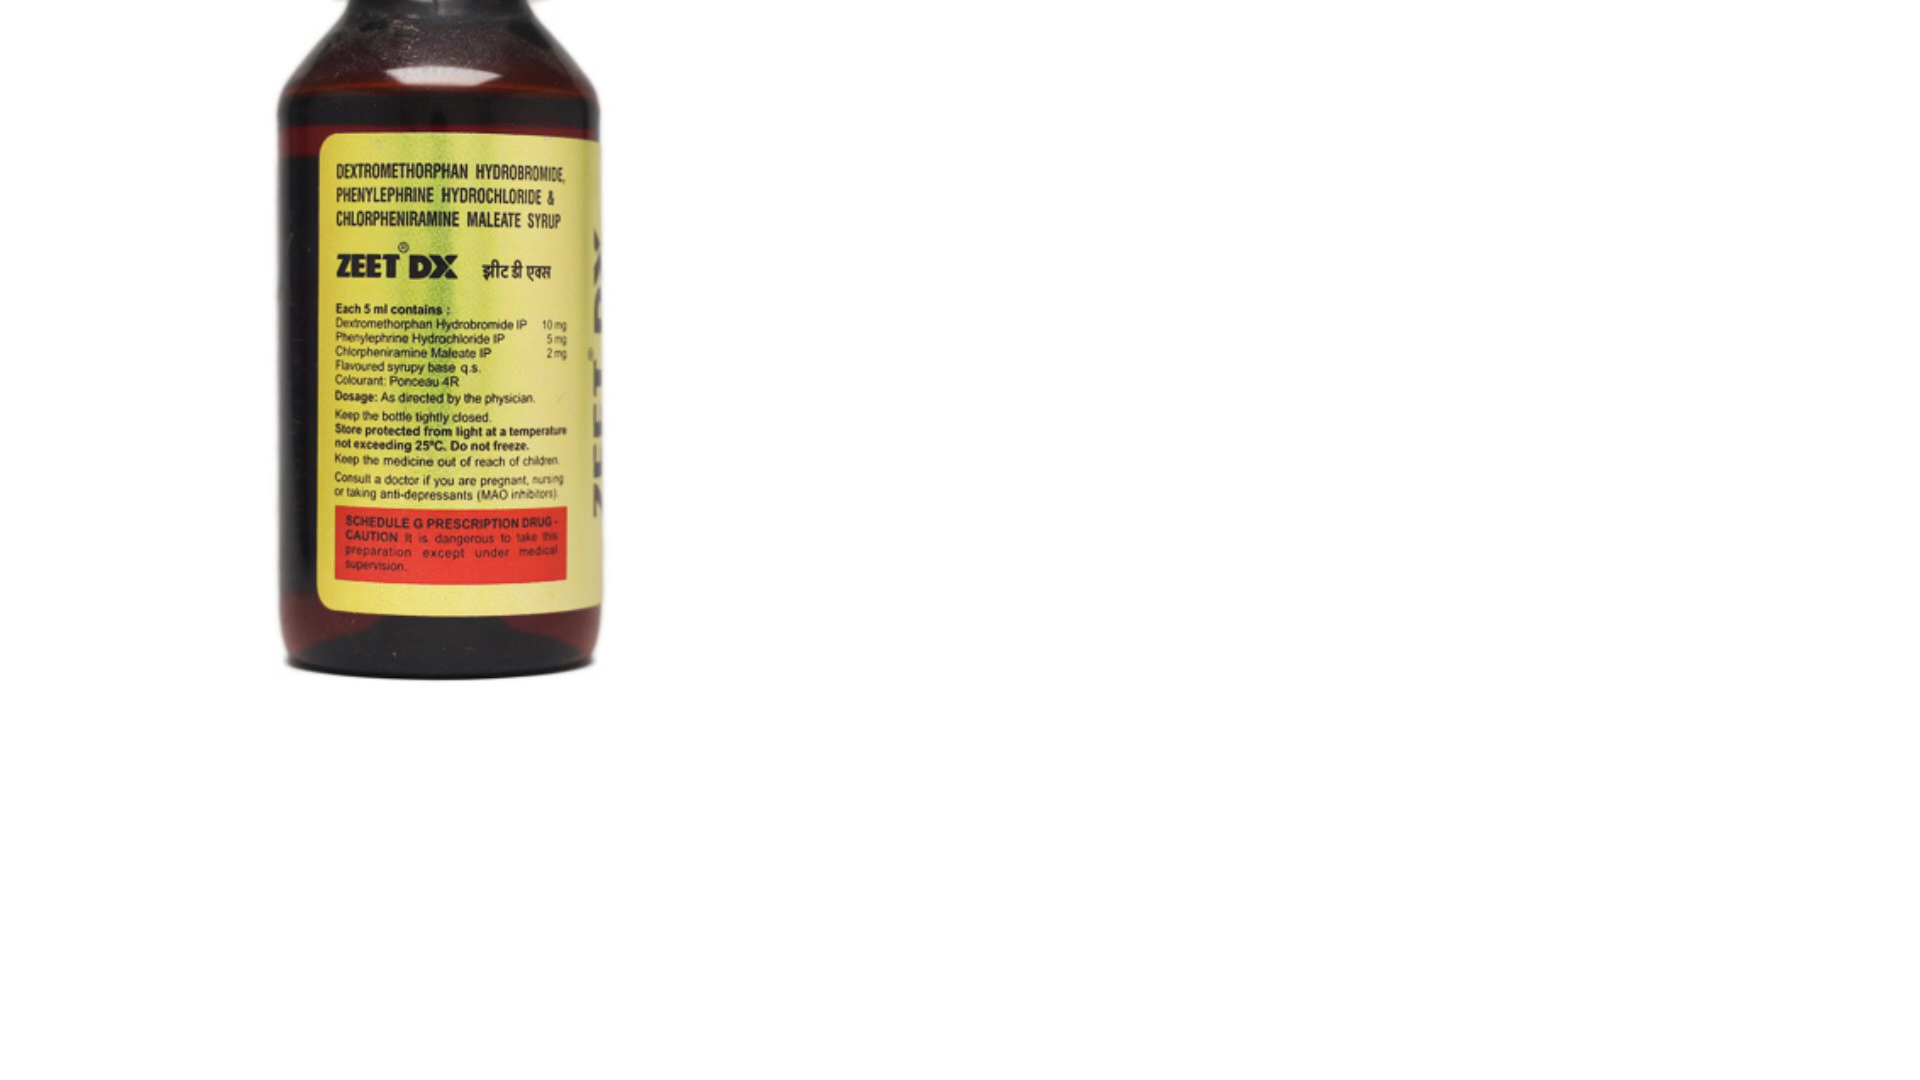 DEXTROMETHORPHAN HYDROBROMIDE,
PHENYLEPHRINE HYDROCHLORIDE &
CHLORPHENIRAMINE MALEATE SYRUP
ZEET® DX झीट डी एक्स
Each 5 ml contains :
Dextromethorphan Hydrobromide IP 10 mg
Phenylephrine Hydrochloride IP 5 mg
Chlorpheniramine Maleate IP 2 mg
Flavoured syrupy base q.s.
Colourant: Ponceau 4R
Dosage: As directed by the physician.
Keep the bottle tightly closed.
Store protected from light at a temperature
not exceeding 25°C. Do not freeze.
Keep the medicine out of reach of children.
Consult a doctor if you are pregnant, nursing
or taking anti-depressants (MAO inhibitors).
SCHEDULE G PRESCRIPTION DRUG -
CAUTION It is dangerous to take this
preparation except under medical
supervision.
ZEET® DX